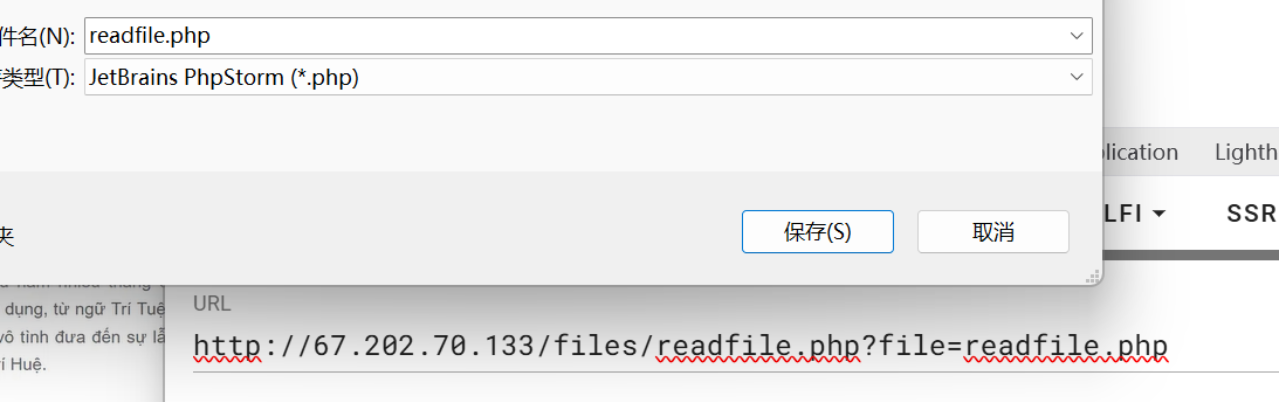 件名(N): readfile.php
类型(T): JetBrains PhpStorm (*.php)
lication Lighth
LFI SSR
夹 保存(S) 取消
dụng, từ ngữ Trí Tuệ
vô tình đưa đến sự lẫ
í Huệ.
URL
http://67.202.70.133/files/readfile.php?file=readfile.php